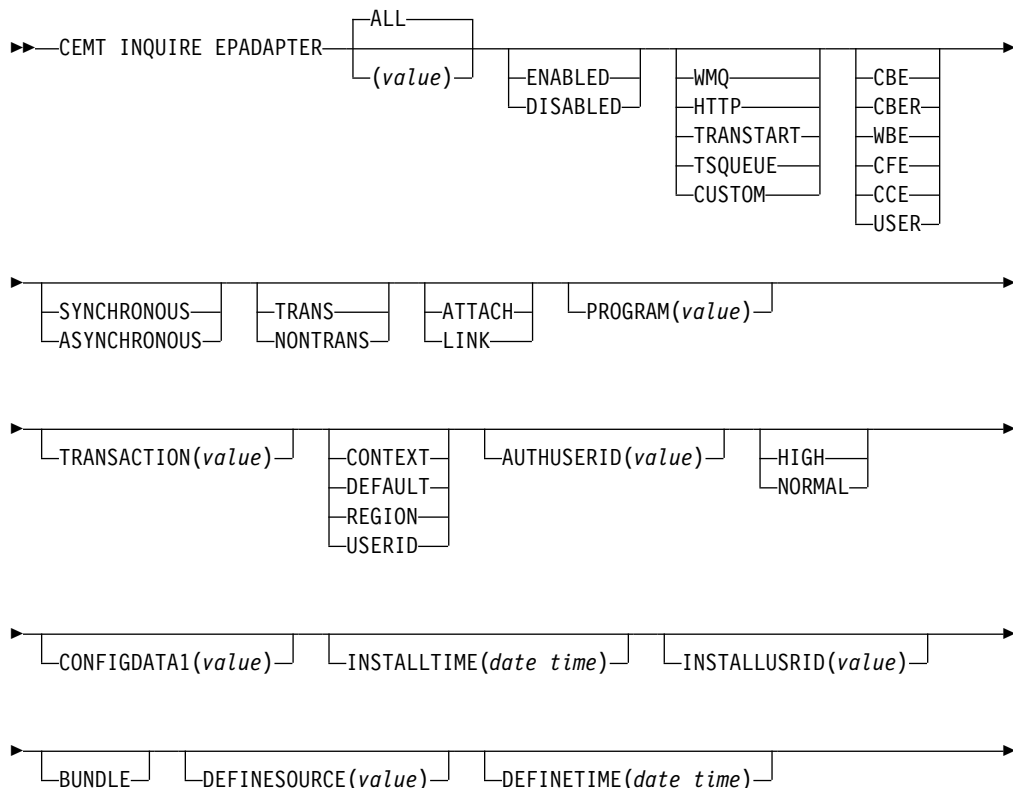 ALL
CEMT INQUIRE EPADAPTER
(value)
ENABLED
DISABLED
WMQ
HTTP
TRANSTART
TSQUEUE
CUSTOM
CBE
CBER
WBE
CFE
CCE
USER
SYNCHRONOUS
ASYNCHRONOUS
TRANS
NONTRANS
ATTACH
LINK
PROGRAM(value)
TRANSACTION(value)
CONTEXT
DEFAULT
REGION
USERID
AUTHUSERID(value)
HIGH
NORMAL
CONFIGDATA1(value)
INSTALLTIME(date time)
INSTALLUSRID(value)
BUNDLE
DEFINESOURCE(value)
DEFINETIME(date time)